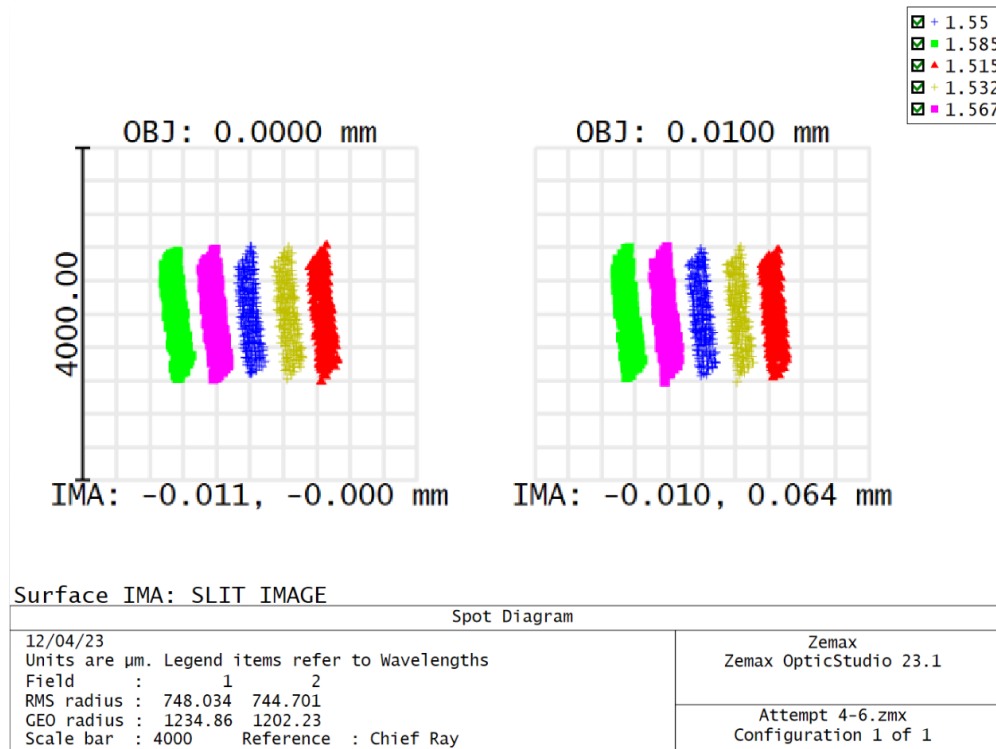 1.55
1.585
1.515
1.532
1.567
OBJ: 0.0000 mm
OBJ: 0.0100 mm
4000.00
IMA: -0.011, -0.000 mm
IMA: -0.010, 0.064 mm
Surface IMA: SLIT IMAGE
Spot Diagram
12/04/23
Units are µm. Legend items refer to Wavelengths
Field : 1 2
RMS radius : 748.034 744.701
GEO radius : 1234.86 1202.23
Scale bar : 4000 Reference : Chief Ray
Zemax
Zemax OpticStudio 23.1
Attempt 4-6.zmx
Configuration 1 of 1